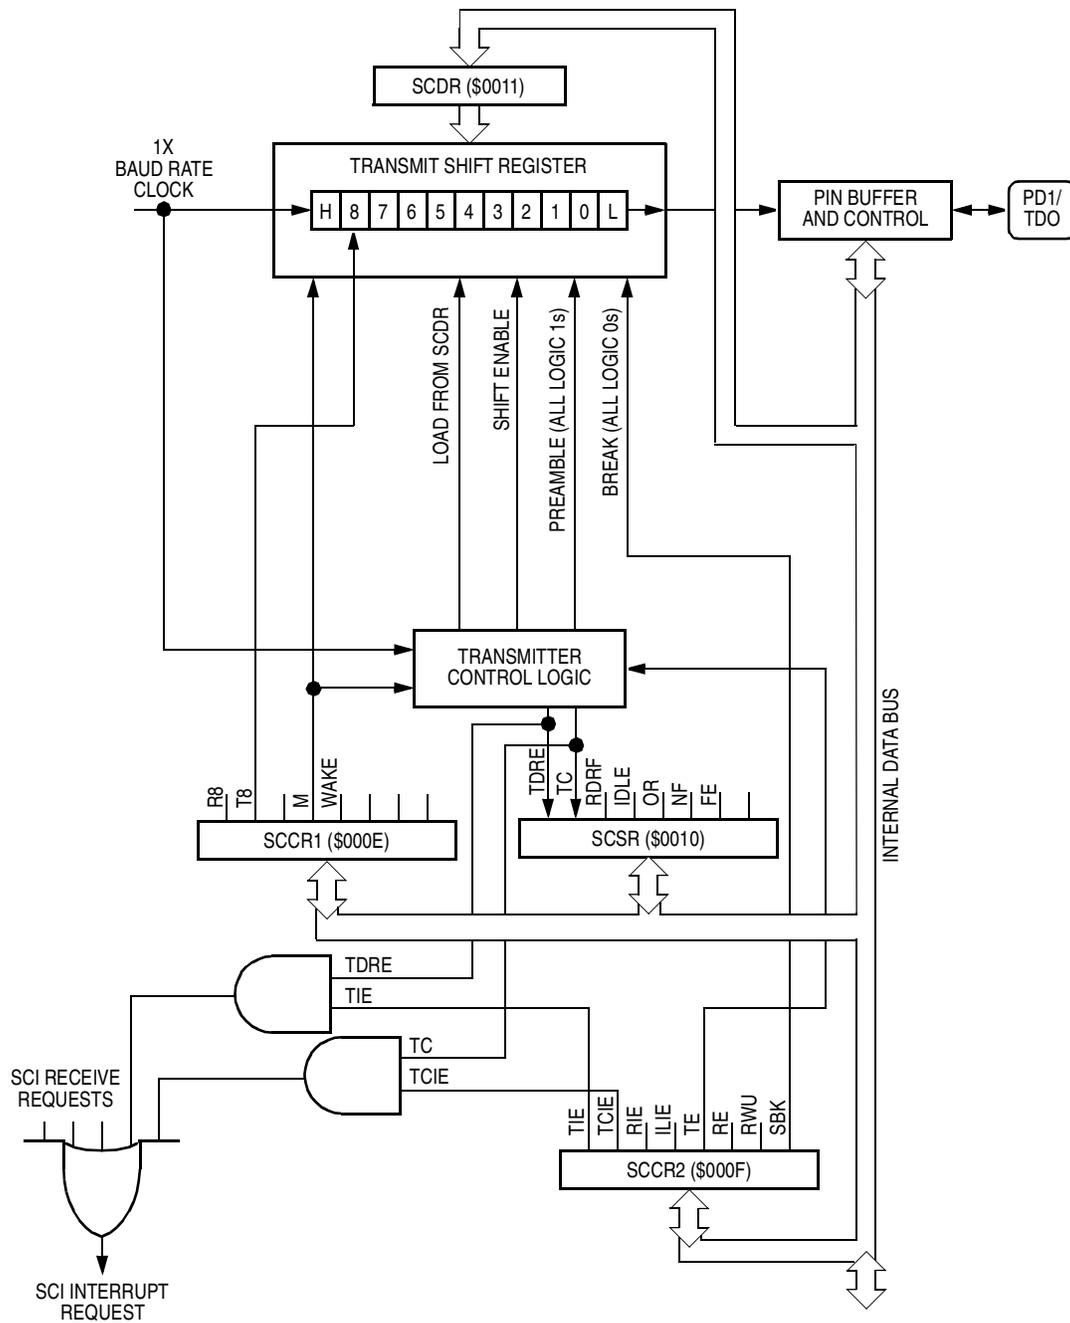 SCDR ($0011)
1X
BAUD RATE
CLOCK
TRANSMIT SHIFT REGISTER
H 8 7 6 5 4 3 2 1 0 L
PIN BUFFER
AND CONTROL
PD1/
TDO
LOAD FROM SCDR
SHIFT ENABLE
PREAMBLE (ALL LOGIC 1s)
BREAK (ALL LOGIC 0s)
TRANSMITTER
CONTROL LOGIC
INTERNAL DATA BUS
R8
T8
M
WAKE
SCCR1 ($000E)
TDRE
TC
RDRF
IDLE
OR
NF
FE
SCSR ($0010)
TDRE
TIE
TC
TCIE
SCI RECEIVE
REQUESTS
TIE
TCIE
RIE
ILIE
TE
RE
RWU
SBK
SCCR2 ($000F)
SCI INTERRUPT
REQUEST